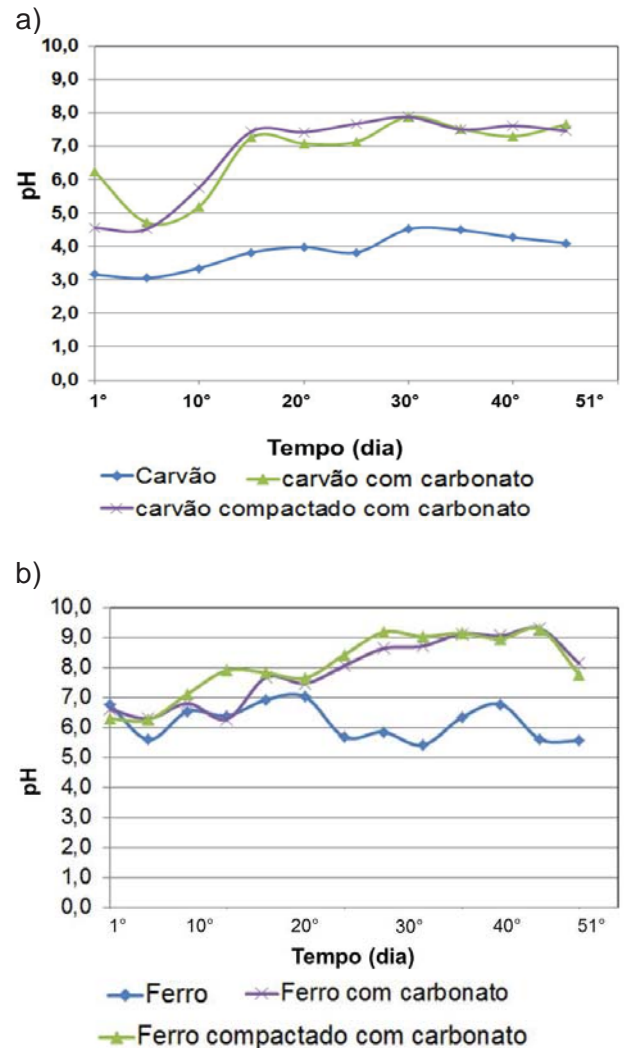 a)
10,0
9,0
8,0
7,0
6,0
5,0
4,0
3,0
2,0
1,0
0,0
pH
1° 10° 20° 30° 40° 51°
Tempo (dia)
Carvão carvão com carbonato
carvão compactado com carbonato
b)
10,0
9,0
8,0
7,0
6,0
5,0
4,0
3,0
2,0
1,0
0,0
pH
1° 10° 20° 30° 40° 51°
Tempo (dia)
Ferro Ferro com carbonato
Ferro compactado com carbonato